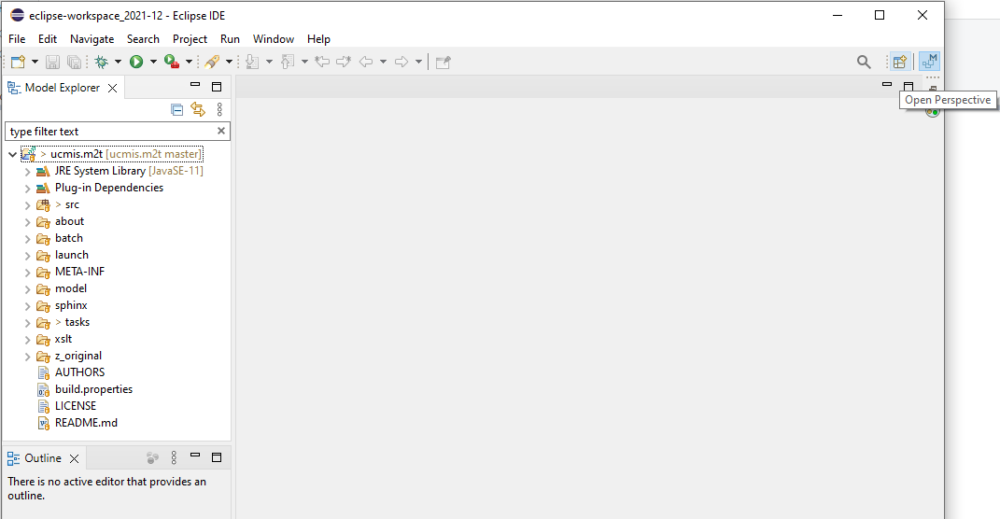 eclipse-workspace_2021-12 - Eclipse IDE
File Edit Navigate Search Project Run Window Help
Model Explorer
Open Perspective
type filter text
> ucmis.m2t [ucmis.m2t master]
JRE System Library [JavaSE-11]
Plug-in Dependencies
> src
about
batch
launch
META-INF
model
sphinx
> tasks
xslt
z_original
AUTHORS
build.properties
LICENSE
README.md
Outline
There is no active editor that provides an
outline.